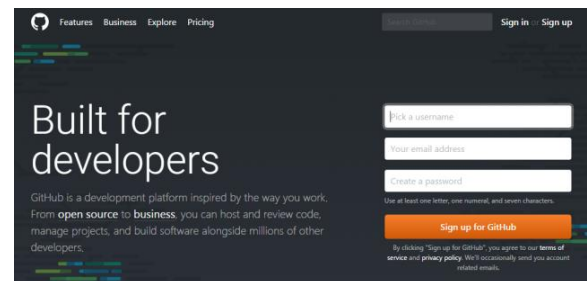 Features Business Explore Pricing
Search GitHub
Sign in or Sign up
Built for
developers
GitHub is a development platform inspired by the way you work.
From open source to business, you can host and review code,
manage projects, and build software alongside millions of other
developers.
Pick a username
Your email address
Create a password
Use at least one letter, one numeral, and seven characters.
Sign up for GitHub
By clicking "Sign up for GitHub", you agree to our terms of
service and privacy policy. We'll occasionally send you account
related emails.